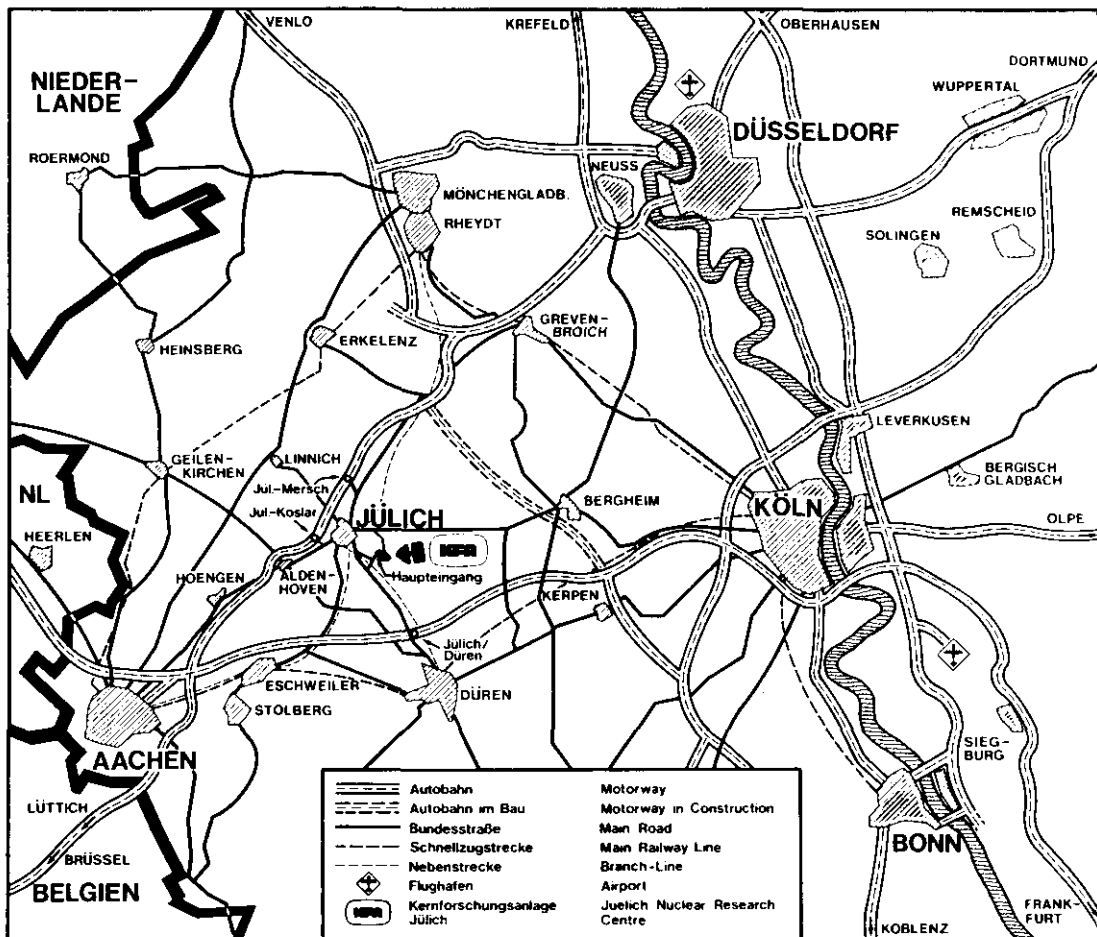 VENLO
KREFELD
OBERHAUSEN
DORTMUND
NIEDER-
LANDE
WUPPERTAL
DÜSSELDORF
ROERMOND
NEUSS
MÖNCHENGLADB.
RHEYDT
REMSCHEID
SOLINGEN
GREVEN-
BROICH
ERKELENZ
HEINSBERG
LEVERKUSEN
GEILEN-
KIRCHEN
LINNICH
BERGISCH
GLADBACH
NL
Jül.-Mersch
BERGHEIM
KÖLN
Jul-Koslar
JÜLICH
OLPE
HEERLEN
KFA
HOENGEN
ALDEN-
HOVEN
Haupteingang
KERPEN
Jülich/
Düren
ESCHWEILER
DÜREN
STOLBERG
SIEG-
BURG
AACHEN
LÜTTICH
BONN
BRÜSSEL
BELGIEN
FRANK-
FURT
KOBLENZ
Autobahn Motorway
Autobahn im Bau Motorway in Construction
Bundesstraße Main Road
Schnellzugstrecke Main Railway Line
Nebenstrecke Branch-Line
Flughafen Airport
KFA Kernforschungsanlage Juelich Nuclear Research
Jülich Centre